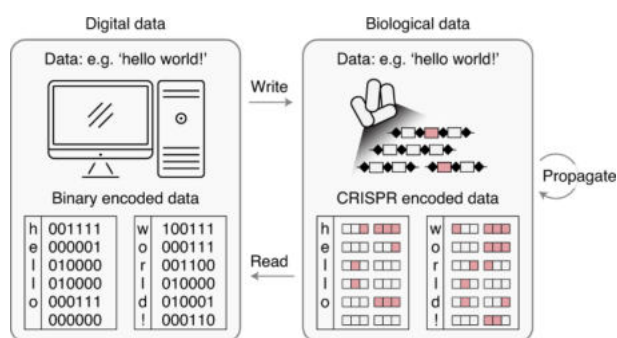 Digital data
Data: e.g. ‘hello world!’
Binary encoded data
h 001111
e 000001
l 010000
l 010000
o 000111
000000
w 100111
o 000111
r 001100
l 010000
d 010001
! 000110
Write
Read
Biological data
Data: e.g. ‘hello world!’
CRISPR encoded data
h
e
l
l
o
w
o
r
l
d
!
Propagate